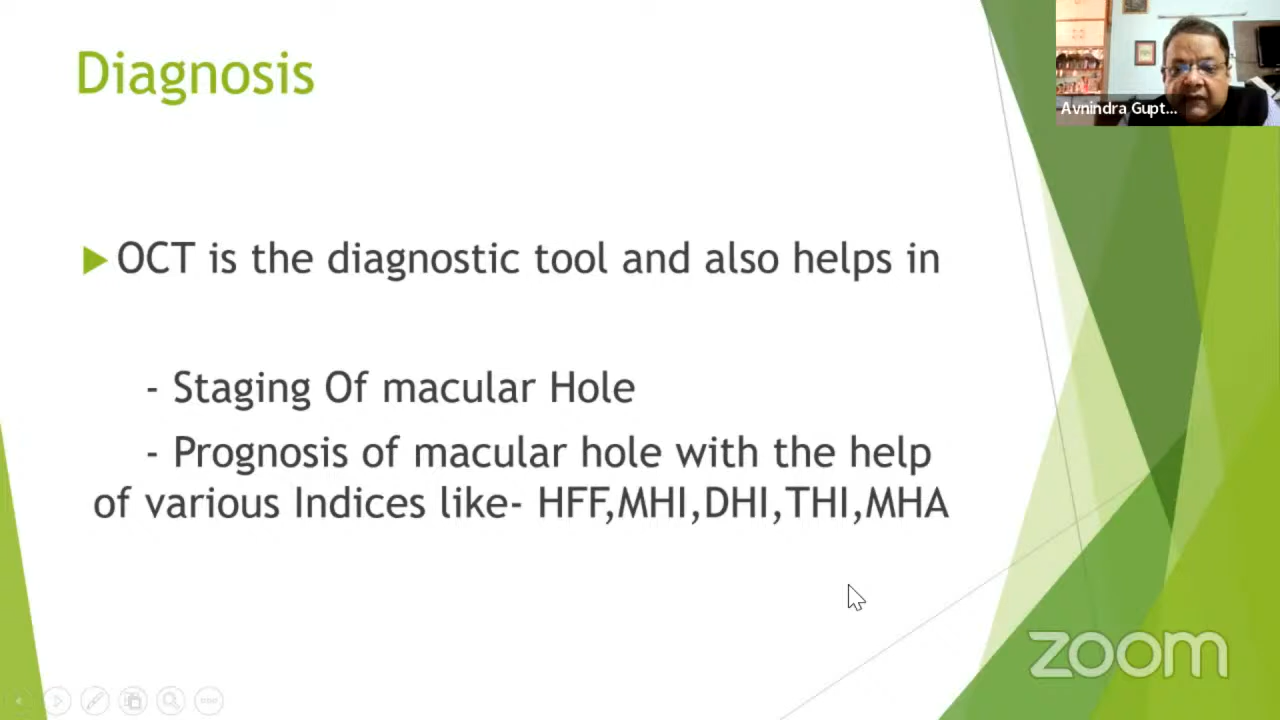 Diagnosis
Avnindra Gupt...
OCT is the diagnostic tool and also helps in
- Staging Of macular Hole
- Prognosis of macular hole with the help
of various Indices like- HFF,MHI,DHI,THI,MHA
zoom